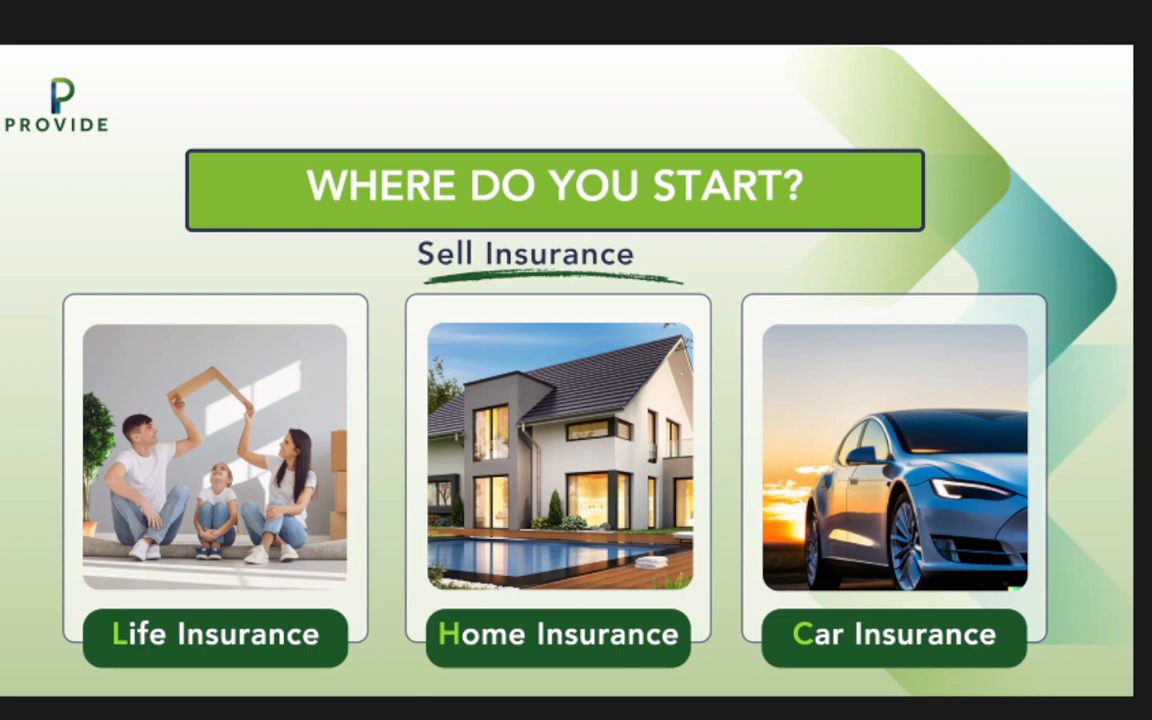 PROVIDE
WHERE DO YOU START?
Sell Insurance
Life Insurance
Home Insurance
Car Insurance